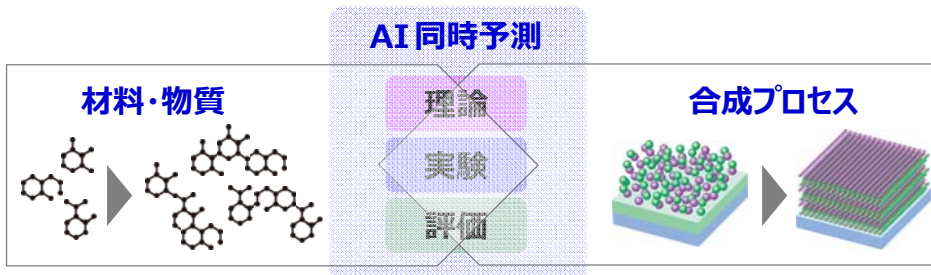 AI同時予測
材料・物質
理論
合成プロセス
実験
評価